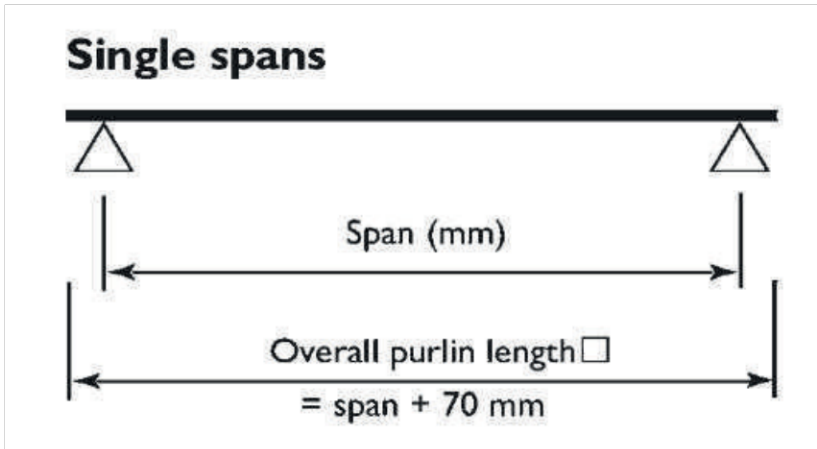 Single spans
Span (mm)
Overall purlin length□
= span + 70 mm